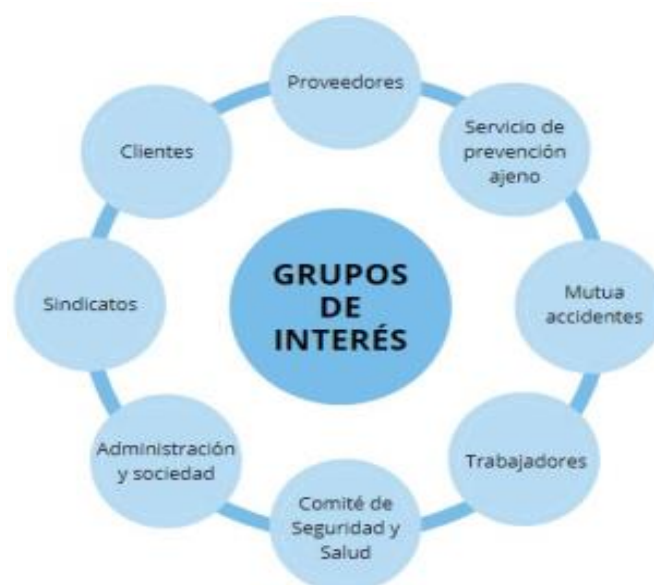 Proveedores
Servicio de
prevención
ajeno
Mutua
accidentes
Trabajadores
Comité de
Seguridad y
Salud
Administración
y sociedad
Sindicatos
Clientes
GRUPOS
DE
INTERÉS